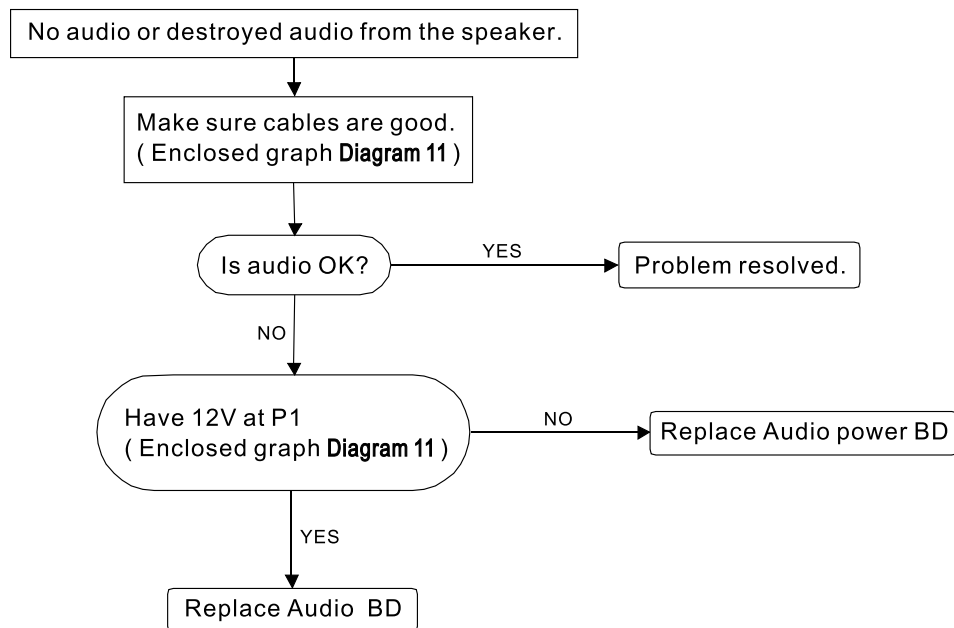 No audio or destroyed audio from the speaker.
Make sure cables are good.
( Enclosed graph Diagram 11 )
Is audio OK?
YES
Problem resolved.
NO
Have 12V at P1
( Enclosed graph Diagram 11 )
NO
Replace Audio power BD
YES
Replace Audio BD